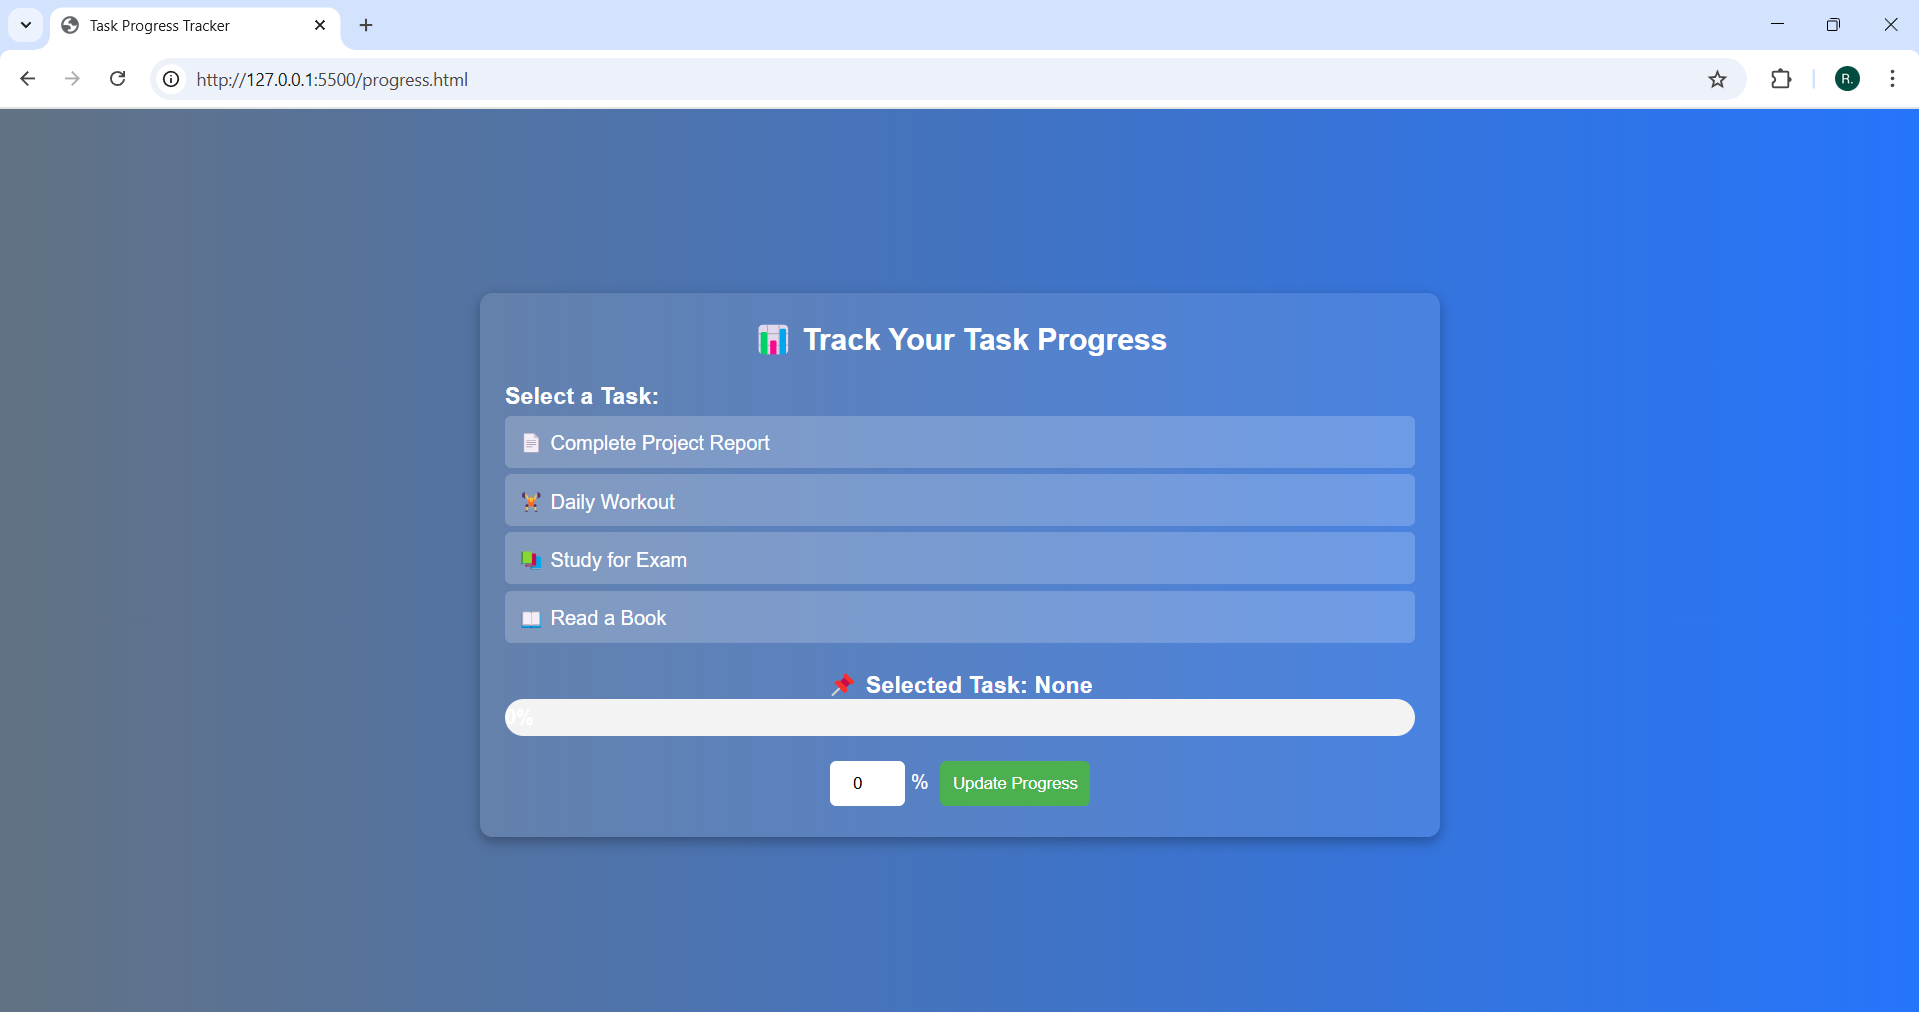 Task Progress Tracker
http://127.0.0.1:5500/progress.html
R.
Track Your Task Progress
Select a Task:
Complete Project Report
Daily Workout
Study for Exam
Read a Book
Selected Task: None
0%
0 % Update Progress